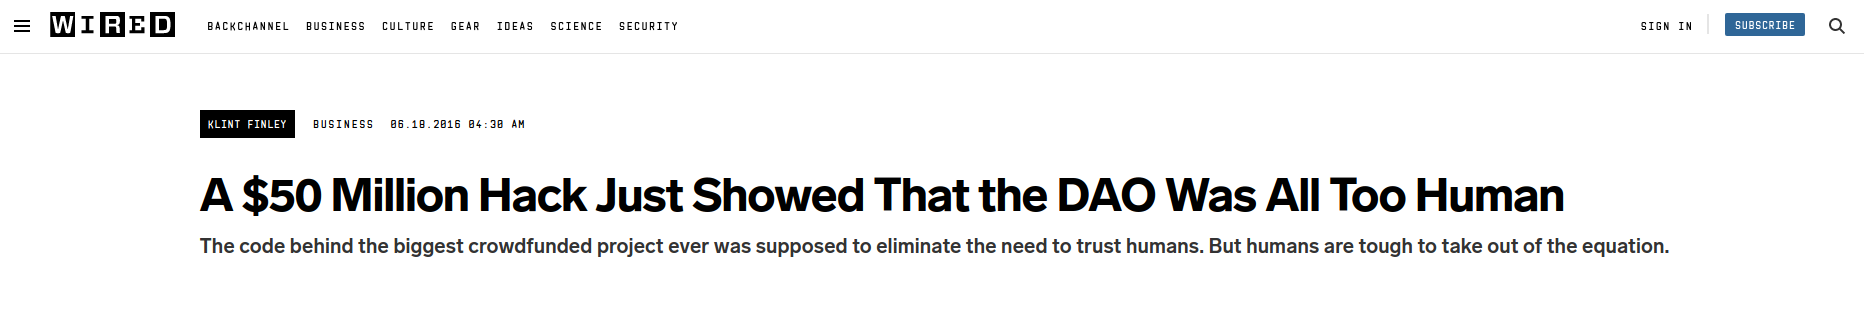 WIRED BACKCHANNEL BUSINESS CULTURE GEAR IDEAS SCIENCE SECURITY SIGN IN SUBSCRIBE
KLINT FINLEY BUSINESS 06.18.2016 04:30 AM
A $50 Million Hack Just Showed That the DAO Was All Too Human
The code behind the biggest crowdfunded project ever was supposed to eliminate the need to trust humans. But humans are tough to take out of the equation.